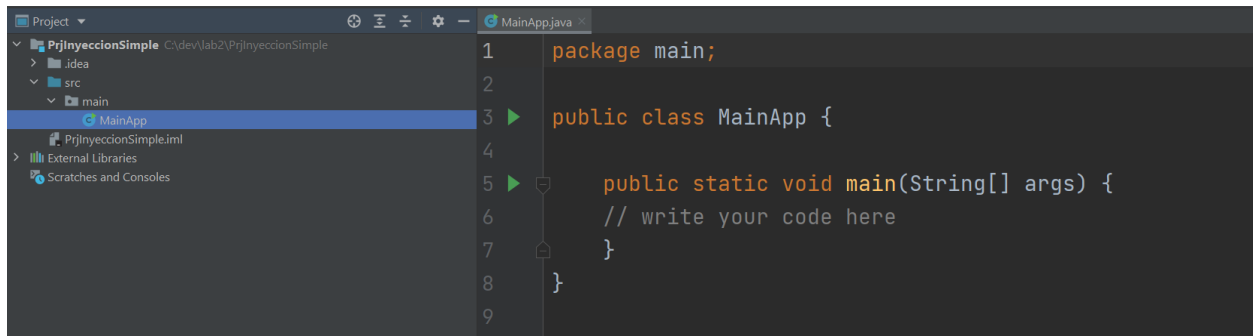 Project
PrjInyeccionSimple C:\dev\lab2\PrjInyeccionSimple
.idea
src
main
MainApp
PrjInyeccionSimple.iml
External Libraries
Scratches and Consoles
MainApp.java
1 package main;
2
3 public class MainApp {
4
5 public static void main(String[] args) {
6 // write your code here
7 }
8 }
9